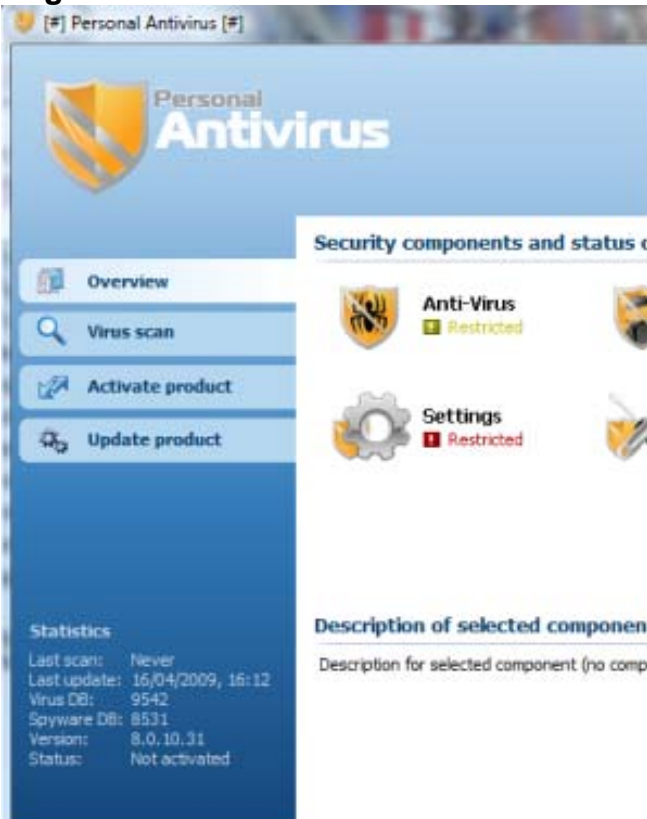 [#] Personal Antivirus [#]
Personal
Antivirus
Security components and status
Overview
Virus scan
Activate product
Update product
Anti-Virus
Restricted
Settings
Restricted
Statistics
Last scan: Never
Last update: 16/04/2009, 16:12
Virus DB: 9542
Spyware DB: 8531
Version: 8.0.10.31
Status: Not activated
Description of selected componen
Description for selected component (no comp